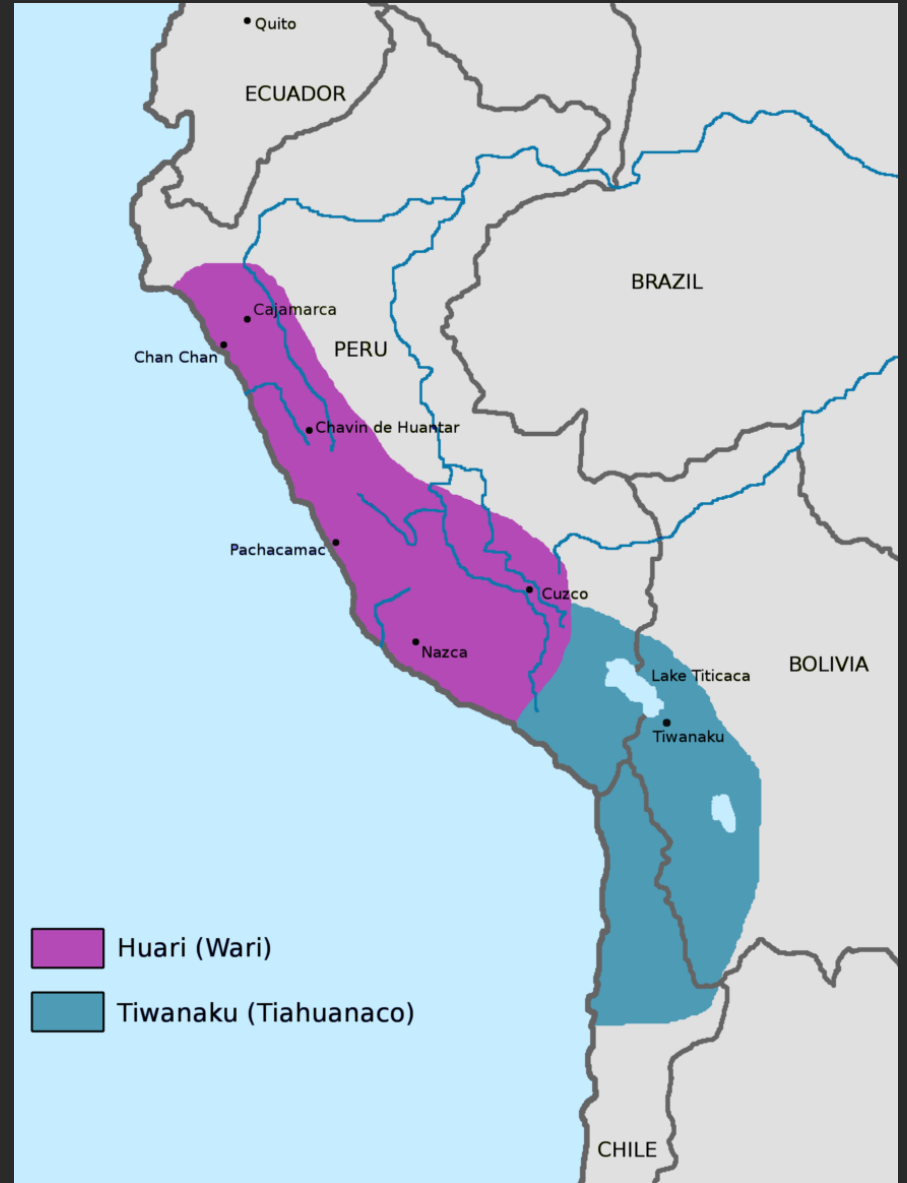 Quito
ECUADOR
BRAZIL
Cajamarca
PERU
Chan Chan
Chavin de Huantar
Pachacamac
Cuzco
Nazca
BOLIVIA
Lake Titicaca
Tiwanaku
Huari (Wari)
Tiwanaku (Tiahuanaco)
CHILE